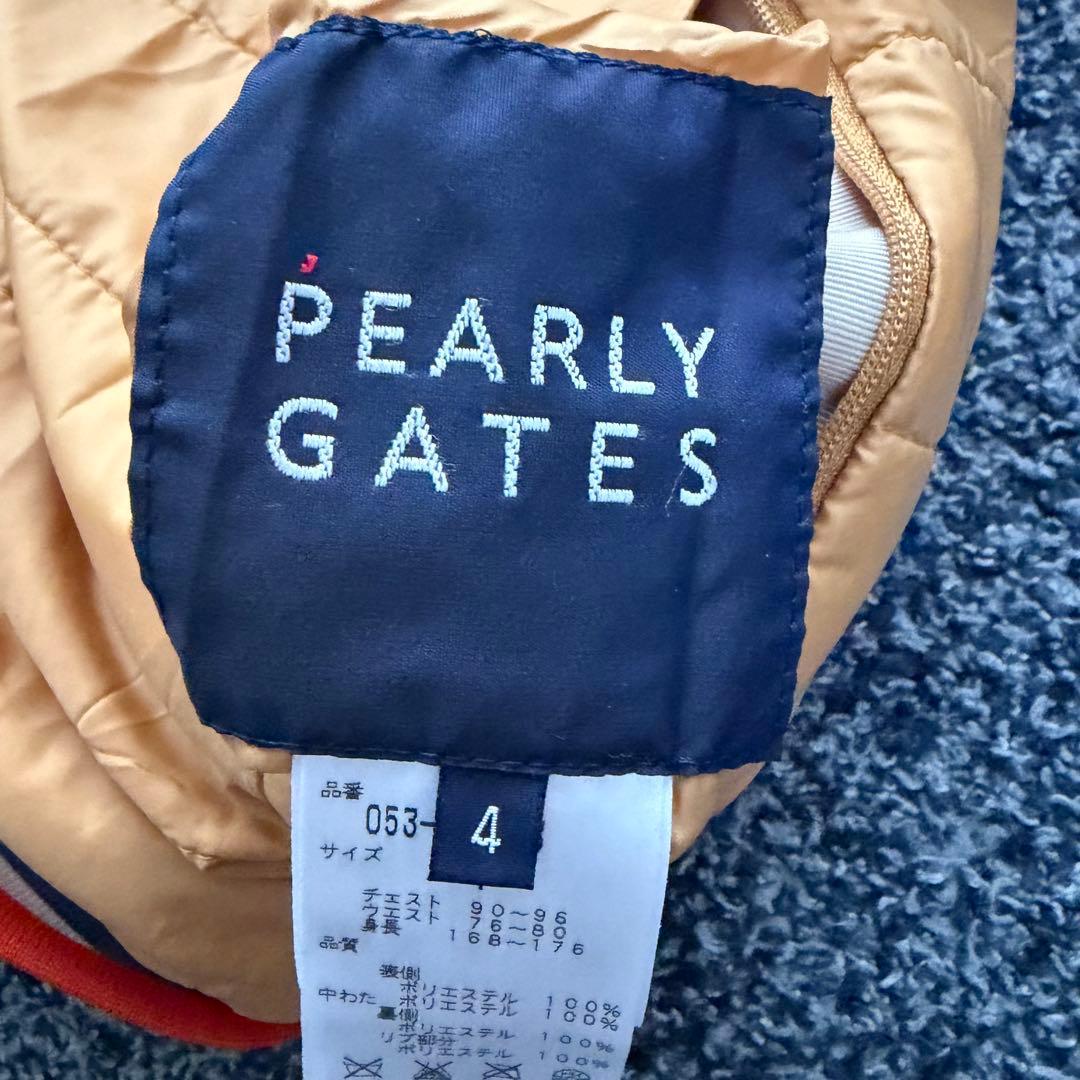 PEARLY
GATES
品番
053-
4
サイズ
チェスト 90~96
ウエスト 76~80
身長 168~176
品質
表側
ポリエステル 100%
中わた ポリエステル 100%
裏側
ポリエステル 100%
リブ部分
ポリエステル 100%